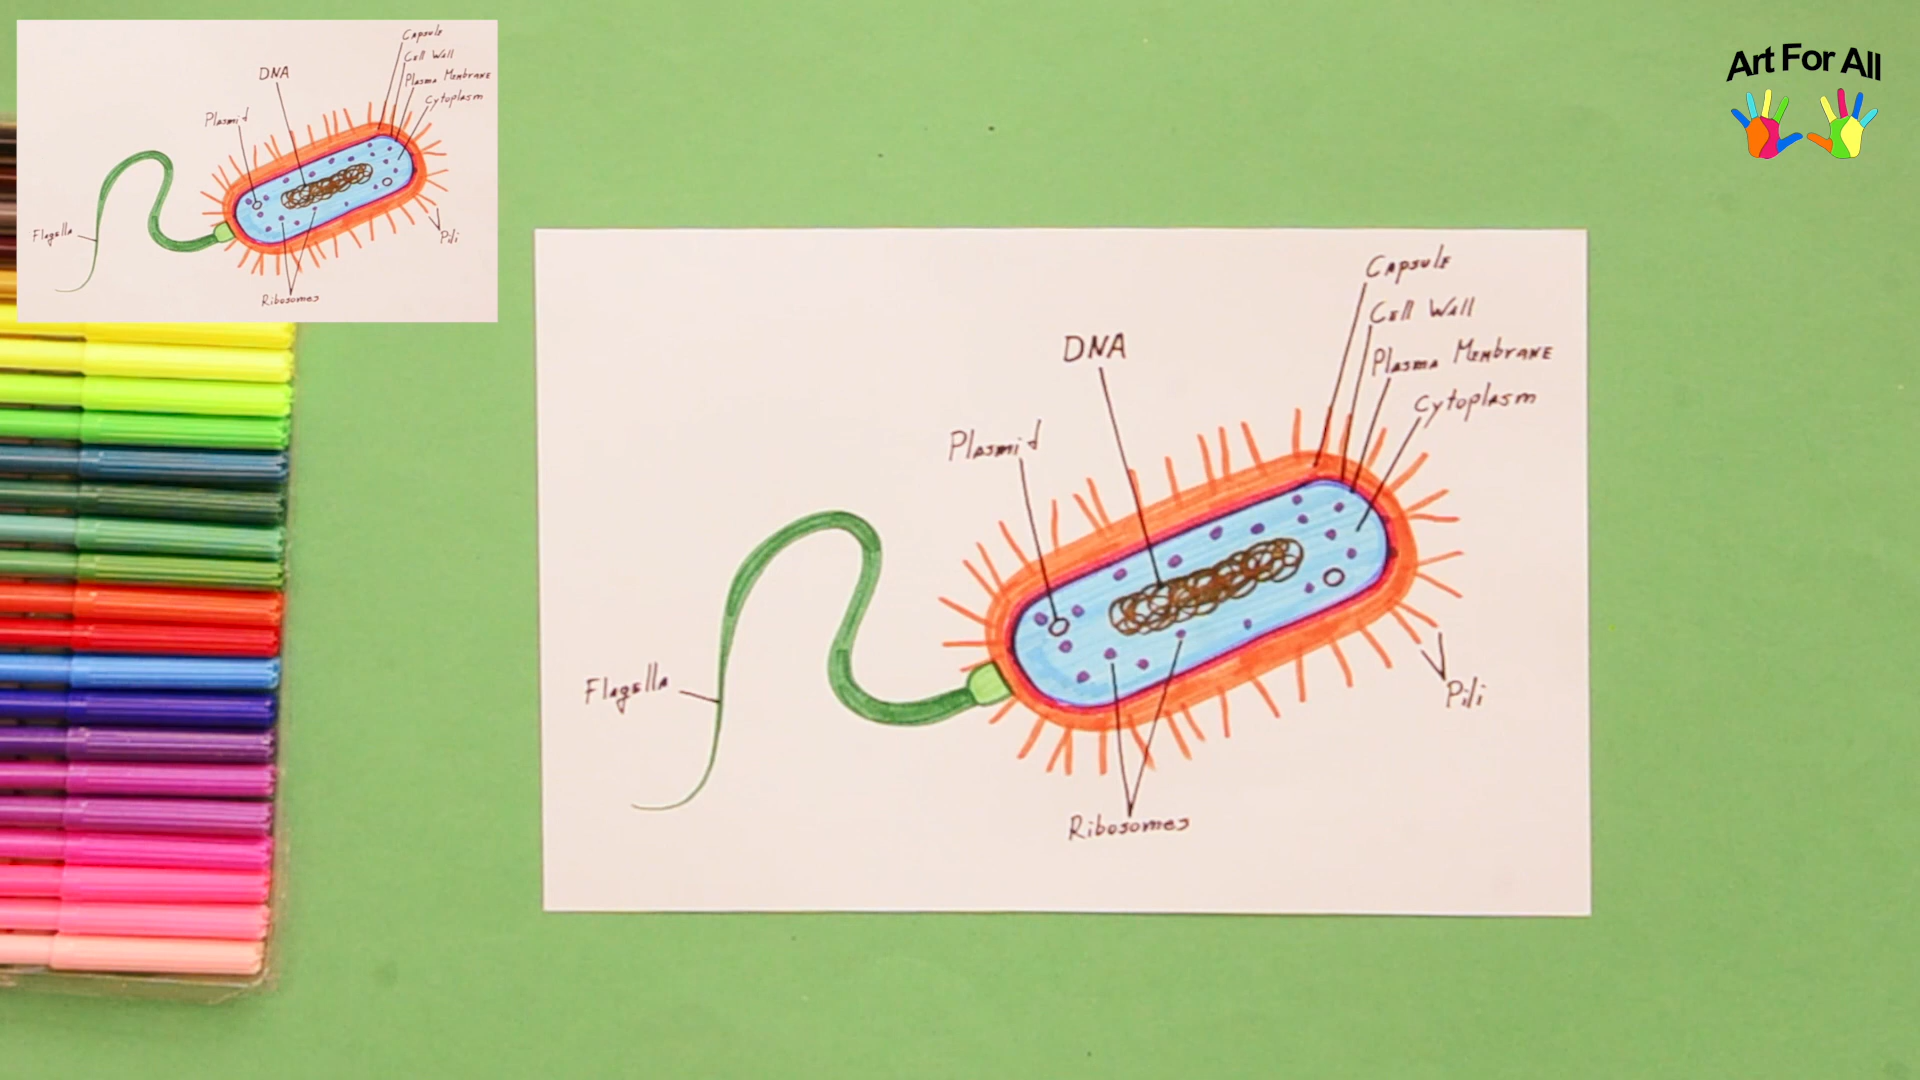 Capsule
Cell Wall
DNA
Plasma Membrane
Cytoplasm
Plasmid
Flagella
Pili
Ribosomes
Art For All
Capsule
Cell Wall
DNA
Plasma Membrane
Cytoplasm
Plasmid
Flagella
Pili
Ribosomes